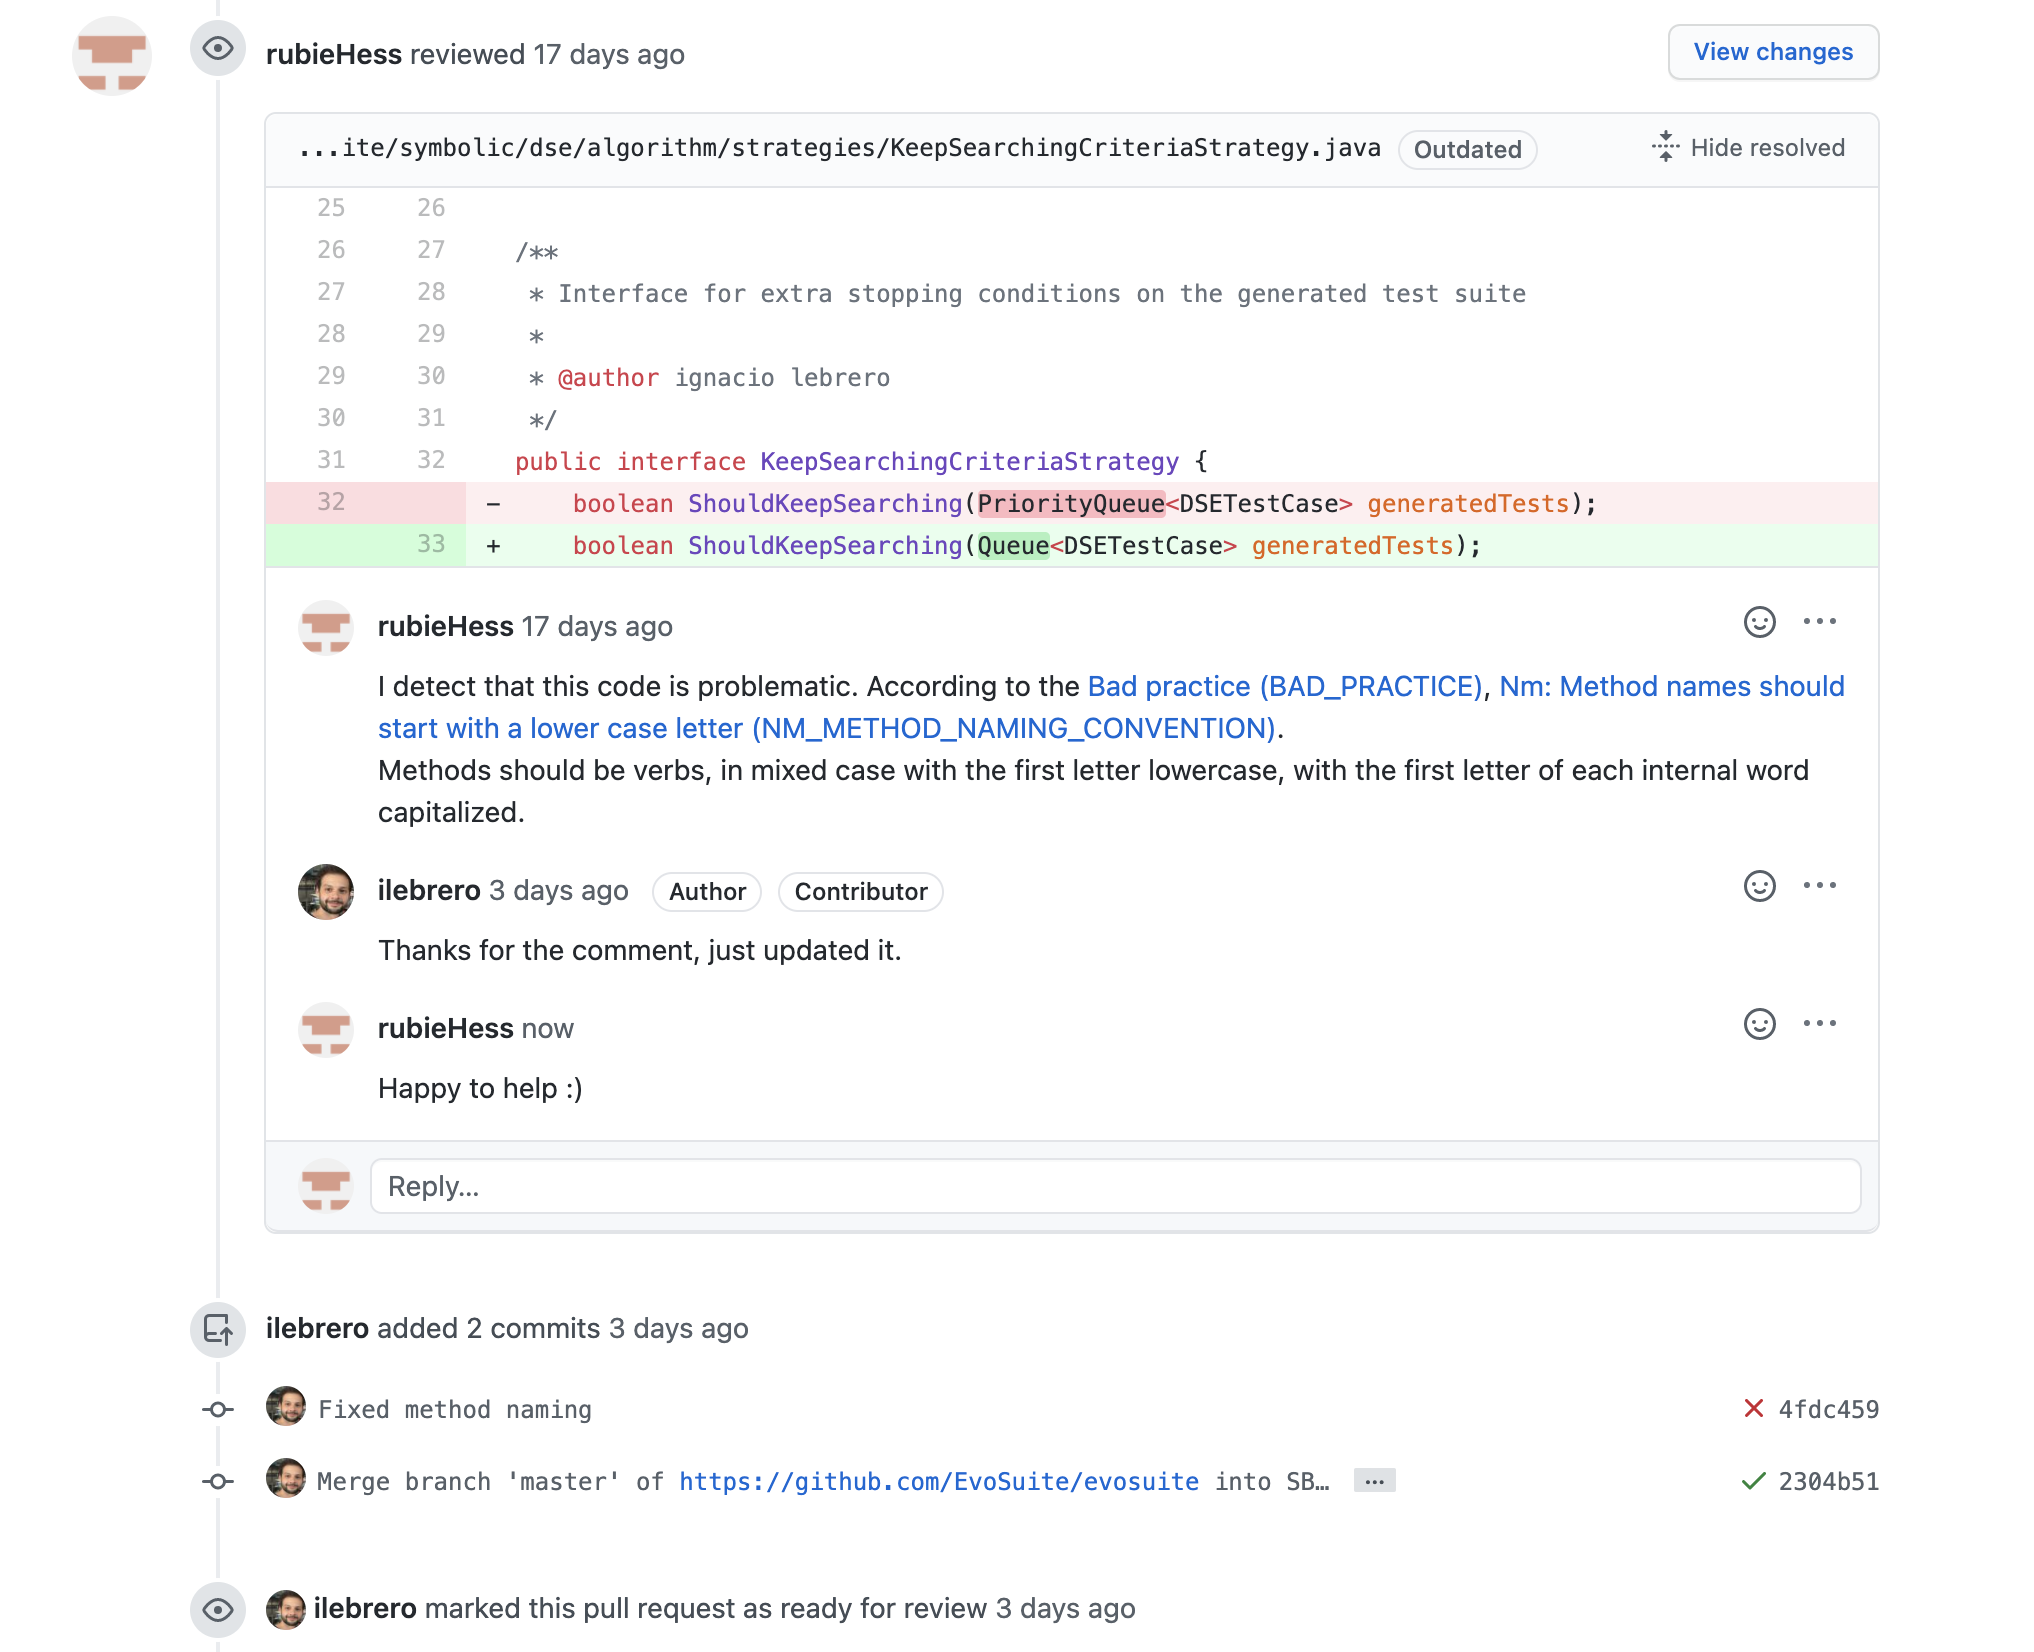 rubieHess reviewed 17 days ago
View changes
...ite/symbolic/dse/algorithm/strategies/KeepSearchingCriteriaStrategy.java Outdated Hide resolved
25 26
26 27 /**
27 28 * Interface for extra stopping conditions on the generated test suite
28 29 *
29 30 * @author ignacio lebrero
30 31 */
31 32 public interface KeepSearchingCriteriaStrategy {
32 - boolean ShouldKeepSearching(PriorityQueue<DSETestCase> generatedTests);
33 + boolean ShouldKeepSearching(Queue<DSETestCase> generatedTests);
rubieHess 17 days ago
I detect that this code is problematic. According to the Bad practice (BAD_PRACTICE), Nm: Method names should
start with a lower case letter (NM_METHOD_NAMING_CONVENTION).
Methods should be verbs, in mixed case with the first letter lowercase, with the first letter of each internal word
capitalized.
ilebrero 3 days ago Author Contributor
Thanks for the comment, just updated it.
rubieHess now
Happy to help :)
Reply...
ilebrero added 2 commits 3 days ago
Fixed method naming 4fdc459
Merge branch 'master' of https://github.com/EvoSuite/evosuite into SB… … 2304b51
ilebrero marked this pull request as ready for review 3 days ago